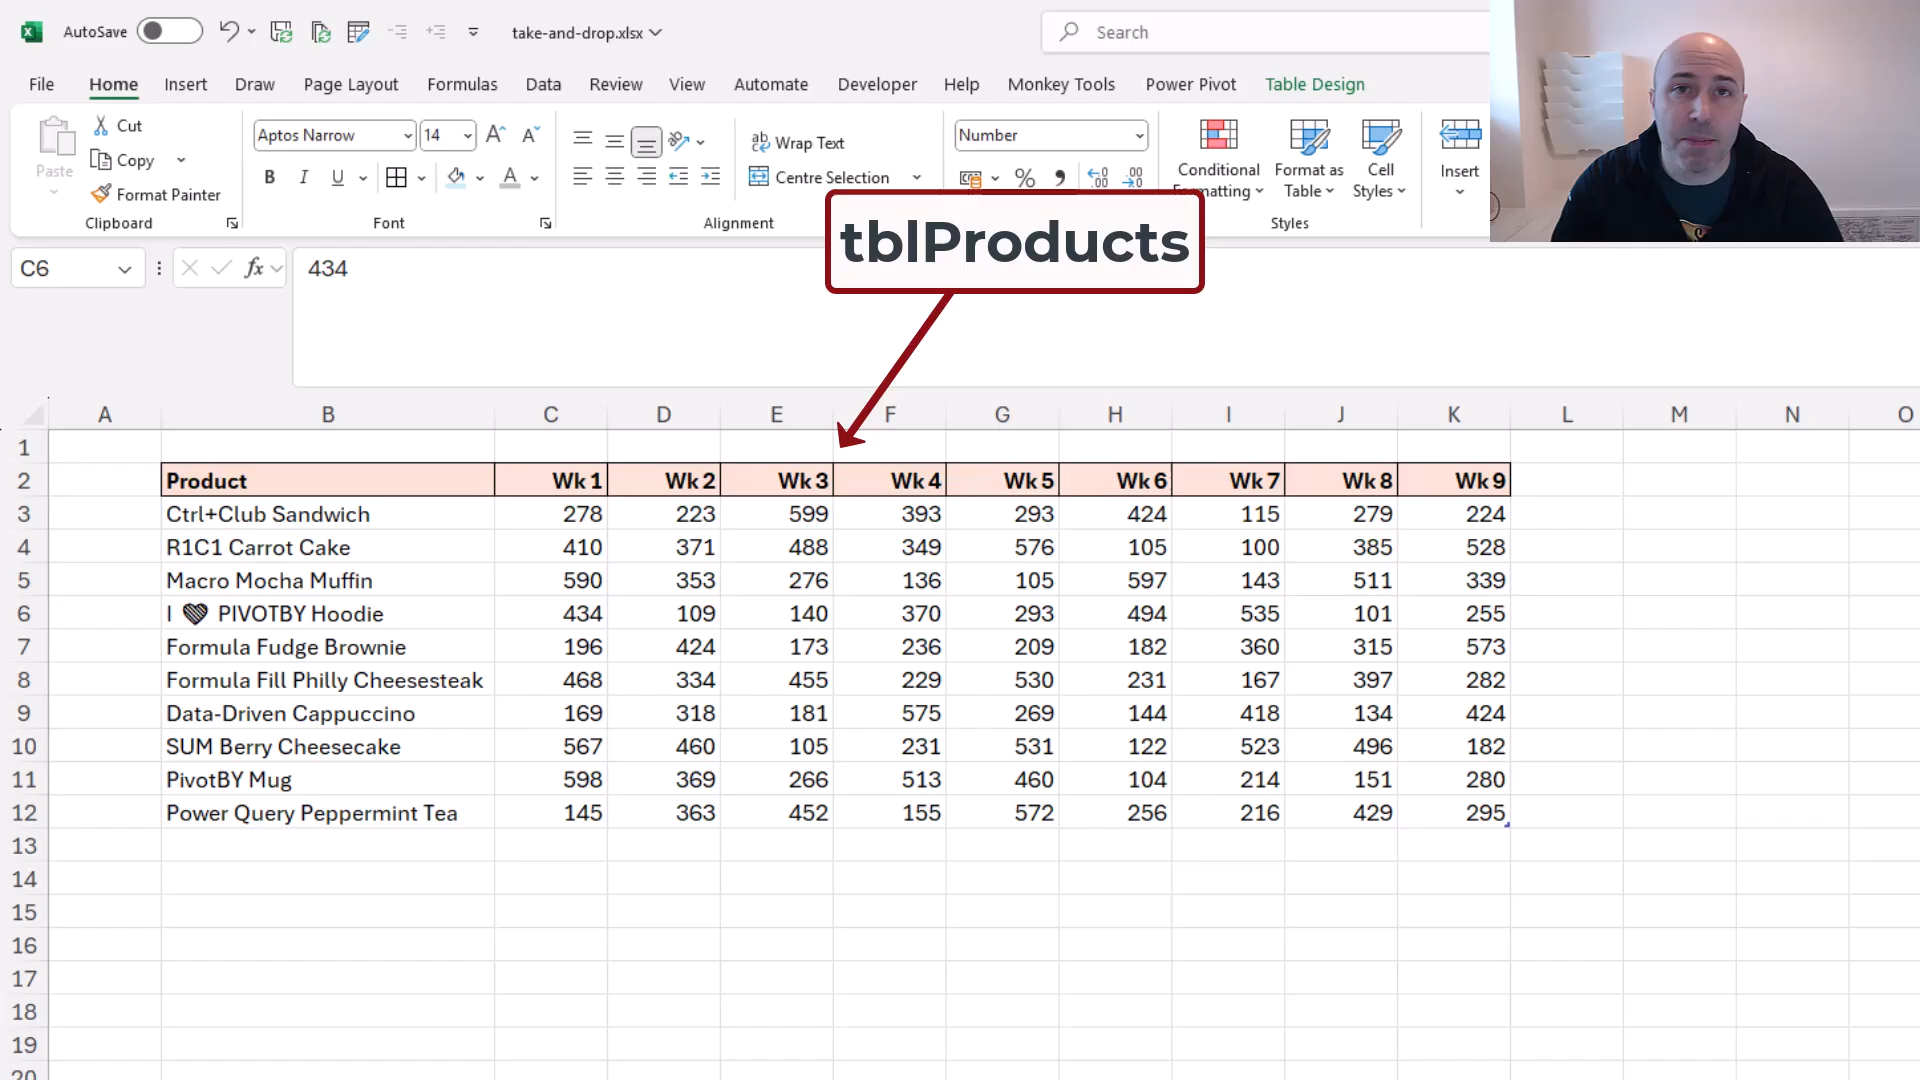 AutoSave take-and-drop.xlsx Search
File Home Insert Draw Page Layout Formulas Data Review View Automate Developer Help Monkey Tools Power Pivot Table Design
Paste Cut Copy Format Painter
Clipboard
Aptos Narrow 14
B I U A
Font
ab Wrap Text
Centre Selection
Alignment
Number
Conditional Formatting
Format as Table
Cell Styles
Styles
Insert
tblProducts
C6 fx 434
A B C D E F G H I J K L M N O
1
2 Product Wk 1 Wk 2 Wk 3 Wk 4 Wk 5 Wk 6 Wk 7 Wk 8 Wk 9
3 Ctrl+Club Sandwich 278 223 599 393 293 424 115 279 224
4 R1C1 Carrot Cake 410 371 488 349 576 105 100 385 528
5 Macro Mocha Muffin 590 353 276 136 105 597 143 511 339
6 I 🖤 PIVOTBY Hoodie 434 109 140 370 293 494 535 101 255
7 Formula Fudge Brownie 196 424 173 236 209 182 360 315 573
8 Formula Fill Philly Cheesesteak 468 334 455 229 530 231 167 397 282
9 Data-Driven Cappuccino 169 318 181 575 269 144 418 134 424
10 SUM Berry Cheesecake 567 460 105 231 531 122 523 496 182
11 PivotBY Mug 598 369 266 513 460 104 214 151 280
12 Power Query Peppermint Tea 145 363 452 155 572 256 216 429 295
13
14
15
16
17
18
19
20